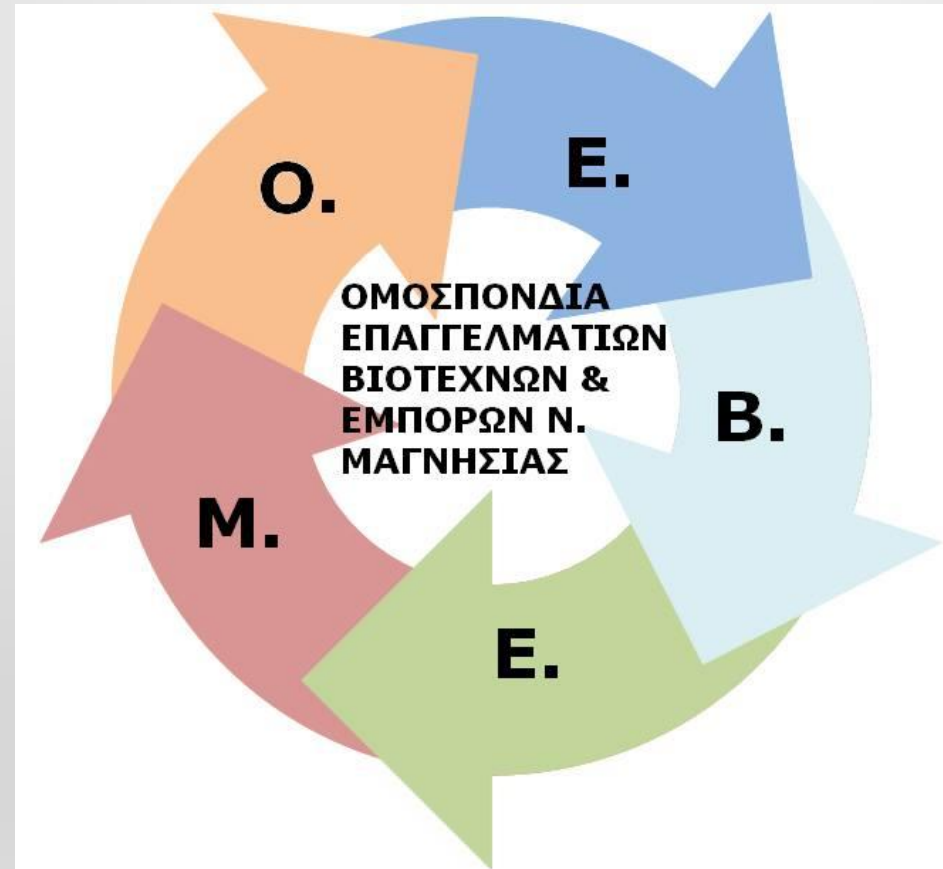 Ο.
Ε.
Β.
Ε.
Μ.
ΟΜΟΣΠΟΝΔΙΑ
ΕΠΑΓΓΕΛΜΑΤΙΩΝ
ΒΙΟΤΕΧΝΩΝ &
ΕΜΠΟΡΩΝ Ν.
ΜΑΓΝΗΣΙΑΣ